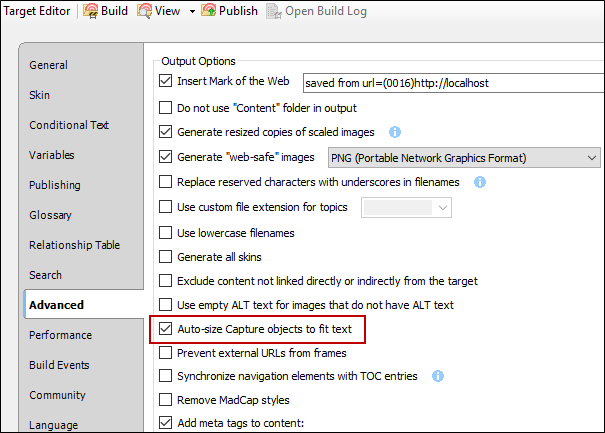 Target Editor Build View Publish Open Build Log
General
Skin
Conditional Text
Variables
Publishing
Glossary
Relationship Table
Search
Advanced
Performance
Build Events
Community
Language
Output Options
Insert Mark of the Web saved from url=(0016)http://localhost
Do not use "Content" folder in output
Generate resized copies of scaled images
Generate "web-safe" images PNG (Portable Network Graphics Format)
Replace reserved characters with underscores in filenames
Use custom file extension for topics
Use lowercase filenames
Generate all skins
Exclude content not linked directly or indirectly from the target
Use empty ALT text for images that do not have ALT text
Auto-size Capture objects to fit text
Prevent external URLs from frames
Synchronize navigation elements with TOC entries
Remove MadCap styles
Add meta tags to content: